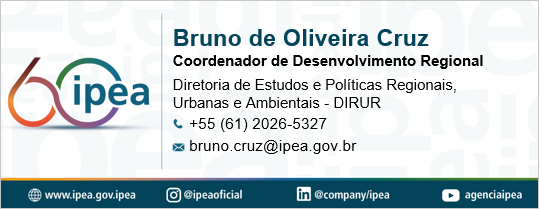 60 ipea
Bruno de Oliveira Cruz
Coordenador de Desenvolvimento Regional
Diretoria de Estudos e Políticas Regionais,
Urbanas e Ambientais - DIRUR
+55 (61) 2026-5327
bruno.cruz@ipea.gov.br
www.ipea.gov.ipea
@ipeaoficial
@company/ipea
agenciaipea